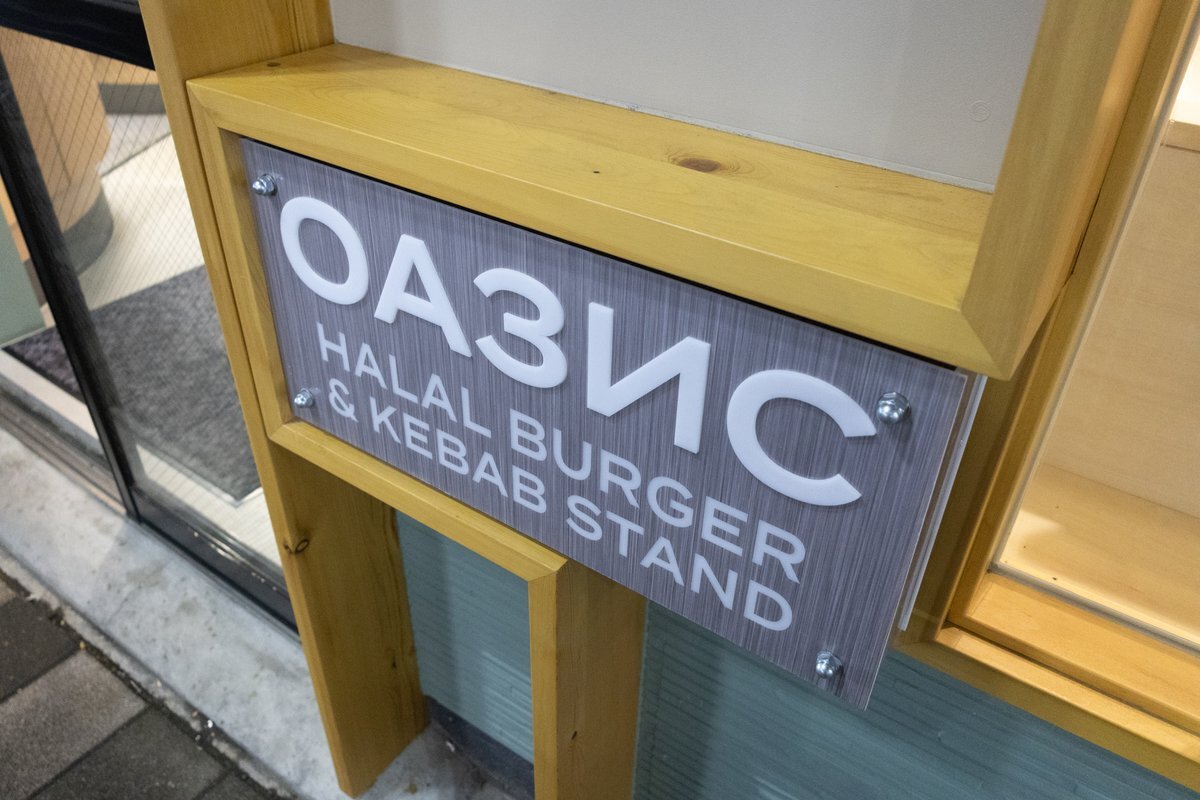 ОАЗИС
HALAL BURGER
& KEBAB STAND